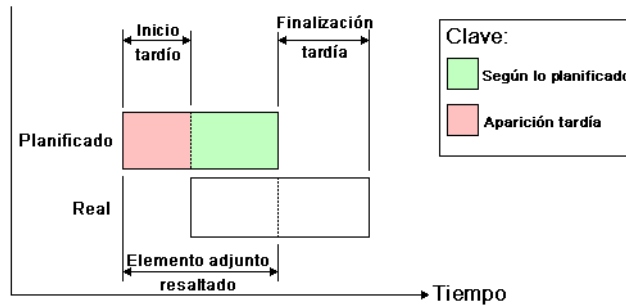 Inicio
tardío
Finalización
tardía
Clave:
Según lo planificado
Aparición tardía
Planificado
Real
Elemento adjunto
resaltado
Tiempo